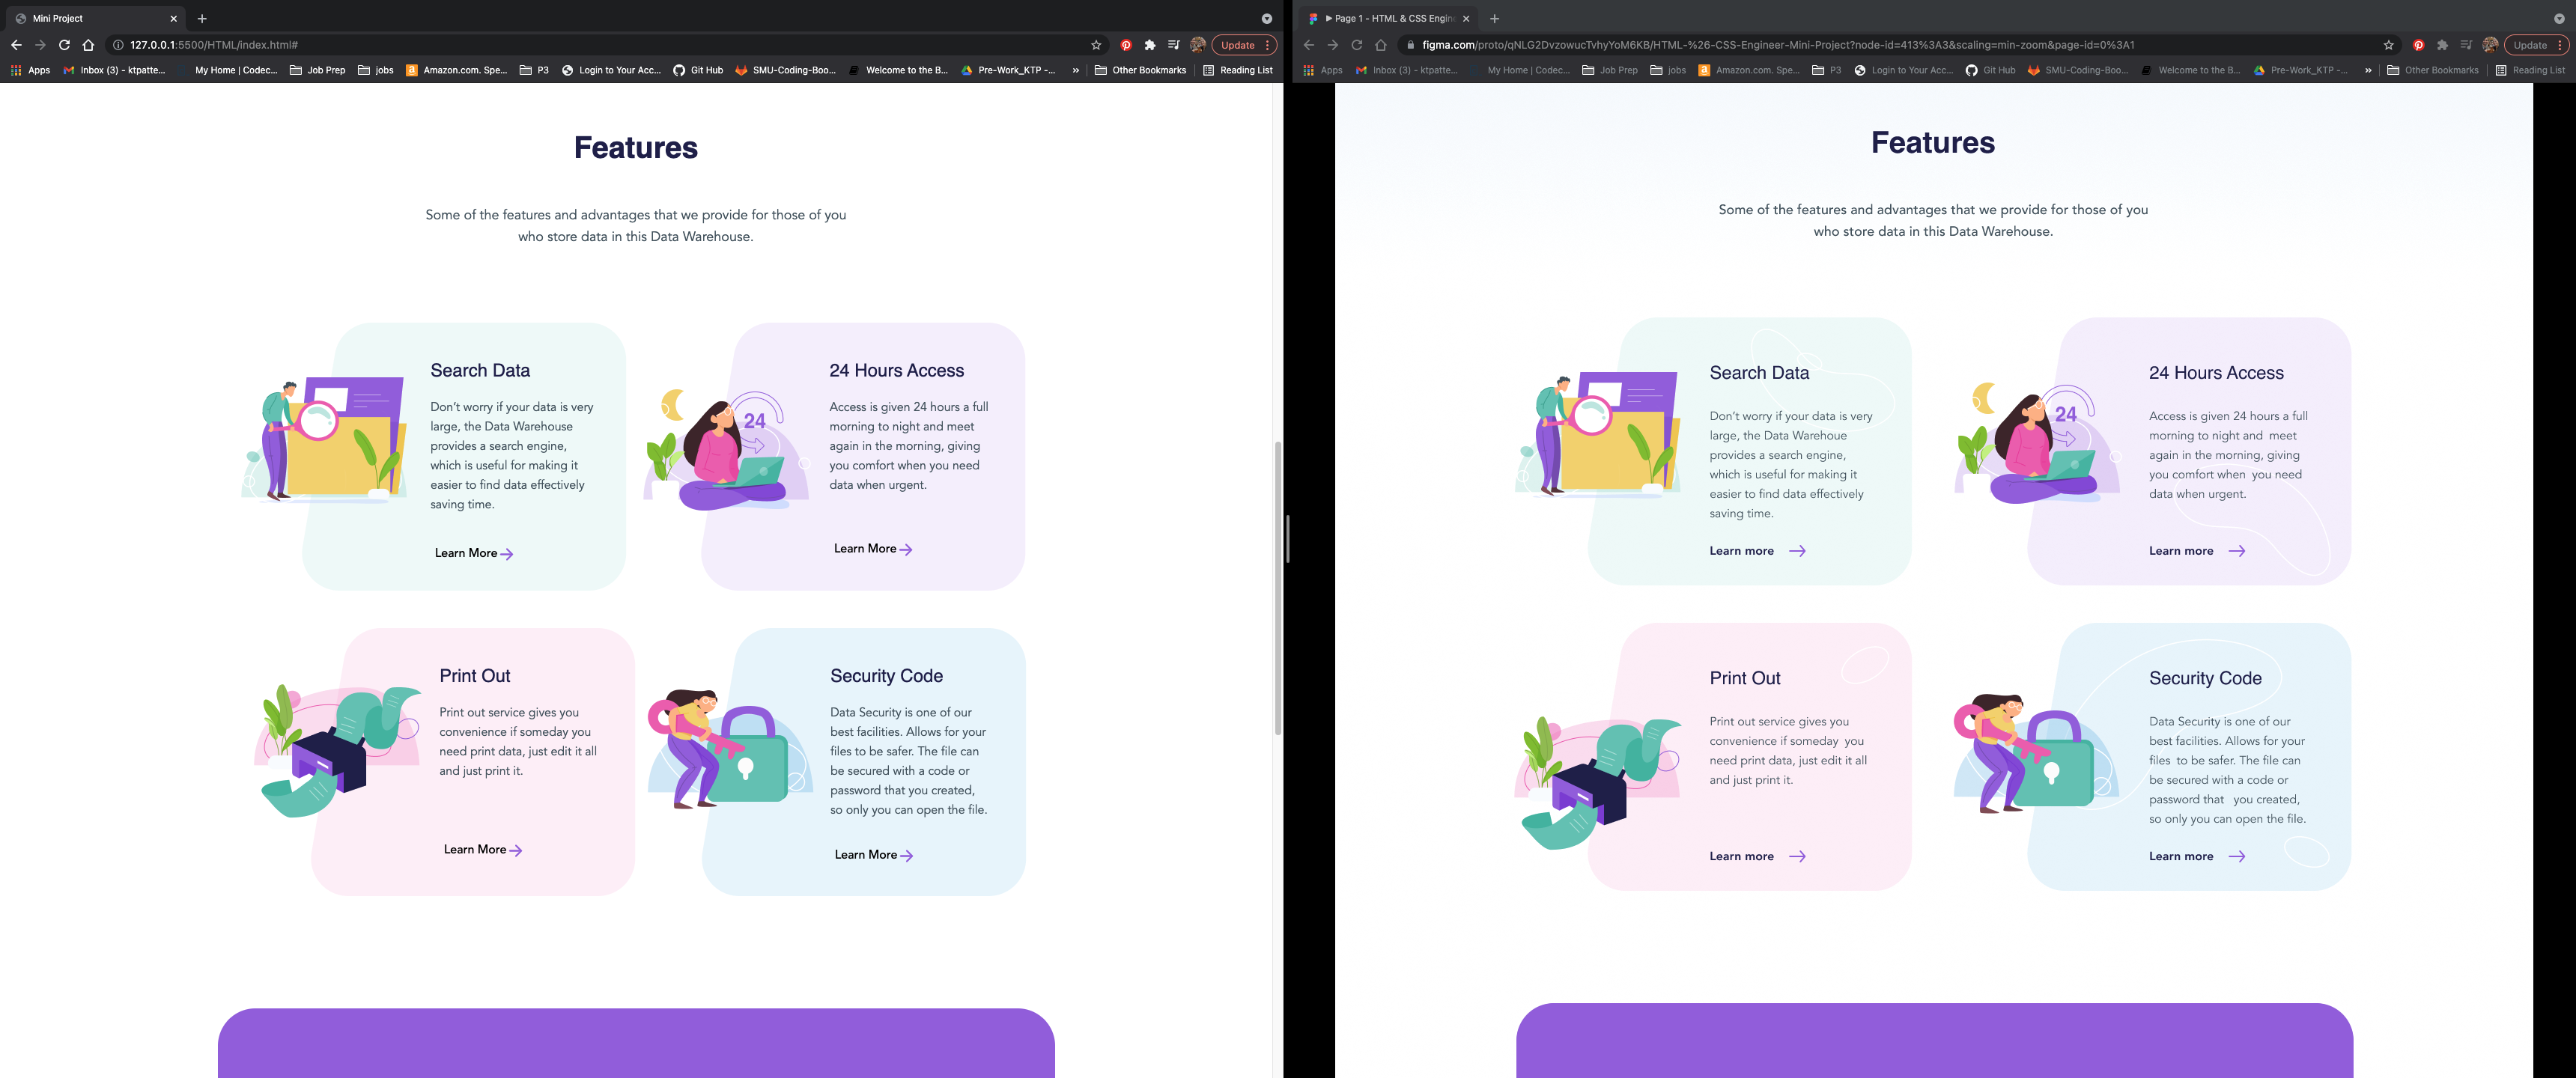 Mini Project
127.0.0.1:5500/HTML/index.html#
Update
Apps
Inbox (3) - ktpatte...
My Home | Codec...
Job Prep
jobs
Amazon.com. Spe...
P3
Login to Your Acc...
Git Hub
SMU-Coding-Boo...
Welcome to the B...
Pre-Work_KTP -...
»
Other Bookmarks
Reading List
Features
Some of the features and advantages that we provide for those of you
who store data in this Data Warehouse.
Search Data
Don't worry if your data is very
large, the Data Warehouse
provides a search engine,
which is useful for making it
easier to find data effectively
saving time.
Learn More
24
24 Hours Access
Access is given 24 hours a full
morning to night and meet
again in the morning, giving
you comfort when you need
data when urgent.
Learn More
Print Out
Print out service gives you
convenience if someday you
need print data, just edit it all
and just print it.
Learn More
Security Code
Data Security is one of our
best facilities. Allows for your
files to be safer. The file can
be secured with a code or
password that you created,
so only you can open the file.
Learn More
Page 1 - HTML & CSS Engin
figma.com/proto/qNLG2DvzowucTvhyYoM6KB/HTML-%26-CSS-Engineer-Mini-Project?node-id=413%3A3&scaling=min-zoom&page-id=0%3A1
Update
Apps
Inbox (3) - ktpatte...
My Home | Codec...
Job Prep
jobs
Amazon.com. Spe...
P3
Login to Your Acc...
Git Hub
SMU-Coding-Boo...
Welcome to the B...
Pre-Work_KTP -...
»
Other Bookmarks
Reading List
Features
Some of the features and advantages that we provide for those of you
who store data in this Data Warehouse.
Search Data
Don't worry if your data is very
large, the Data Warehoue
provides a search engine,
which is useful for making it
easier to find data effectively
saving time.
Learn more
24
24 Hours Access
Access is given 24 hours a full
morning to night and  meet
again in the morning, giving
you comfort when  you need
data when urgent.
Learn more
Print Out
Print out service gives you
convenience if someday  you
need print data, just edit it all
and just print it.
Learn more
Security Code
Data Security is one of our
best facilities. Allows for your
files  to be safer. The file can
be secured with a code or
password that   you created,
so only you can open the file.
Learn more